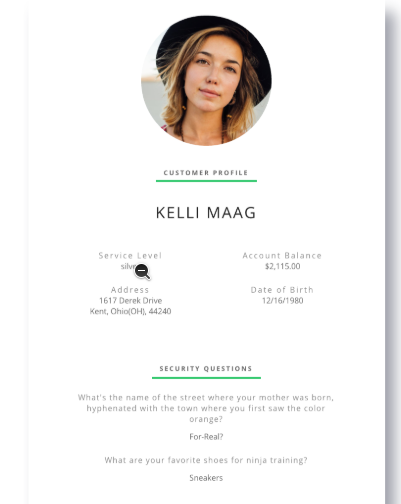 CUSTOMER PROFILE
KELLI MAAG
Service Level
Account Balance
$2,115.00
Address
1617 Derek Drive
Kent, Ohio(OH), 44240
Date of Birth
12/16/1980
SECURITY QUESTIONS
What's the name of the street where your mother was born,
hyphenated with the town where you first saw the color
orange?
For-Real?
What are your favorite shoes for ninja training?
Sneakers